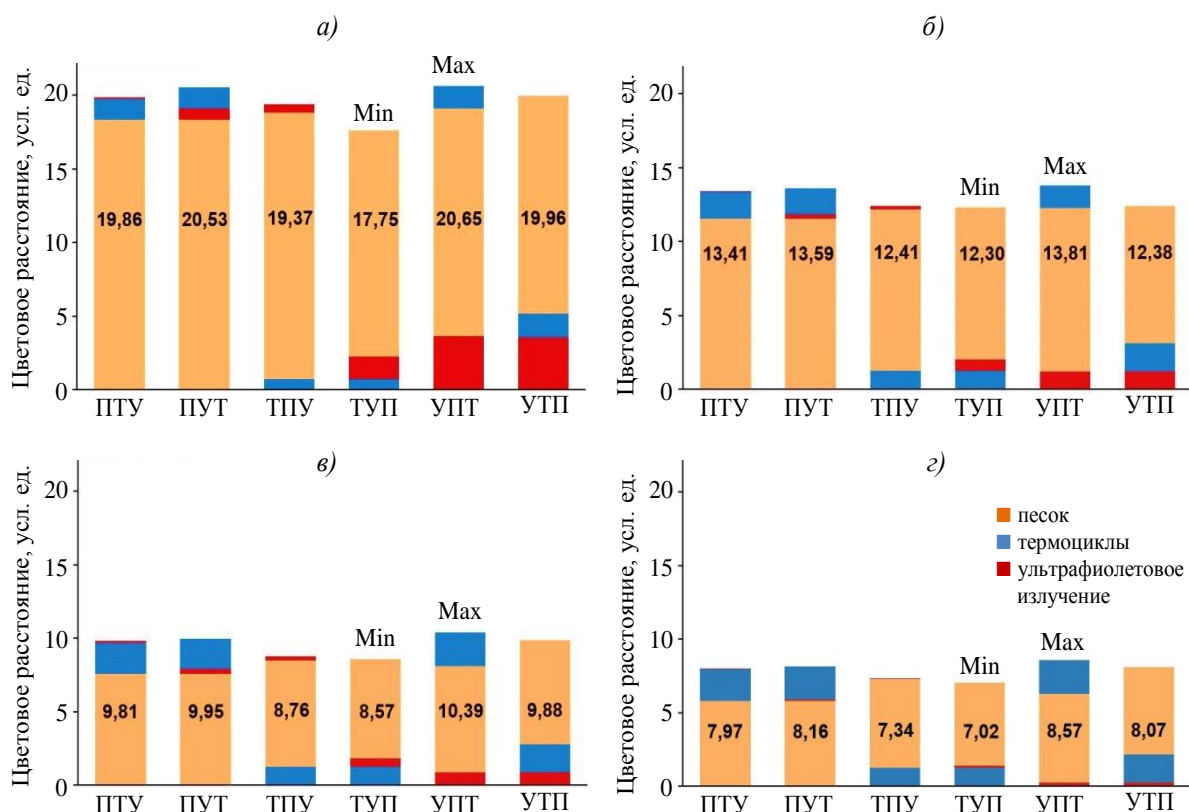 а)
Цветовое расстояние, усл. ед.
20
15
10
5
0
Min
Max
19,86 20,53 19,37 17,75 20,65 19,96
ПТУ ПУТ ТПУ ТУП УПТ УТП
б)
Цветовое расстояние, усл. ед.
20
15
10
5
0
Min
Max
13,41 13,59 12,41 12,30 13,81 12,38
ПТУ ПУТ ТПУ ТУП УПТ УТП
в)
Цветовое расстояние, усл. ед.
20
15
10
5
0
Min
Max
9,81 9,95 8,76 8,57 10,39 9,88
ПТУ ПУТ ТПУ ТУП УПТ УТП
г)
Цветовое расстояние, усл. ед.
20
15
10
5
0
песок
термоциклы
ультрафиолетовое
излучение
Min
Max
7,97 8,16 7,34 7,02 8,57 8,07
ПТУ ПУТ ТПУ ТУП УПТ УТП